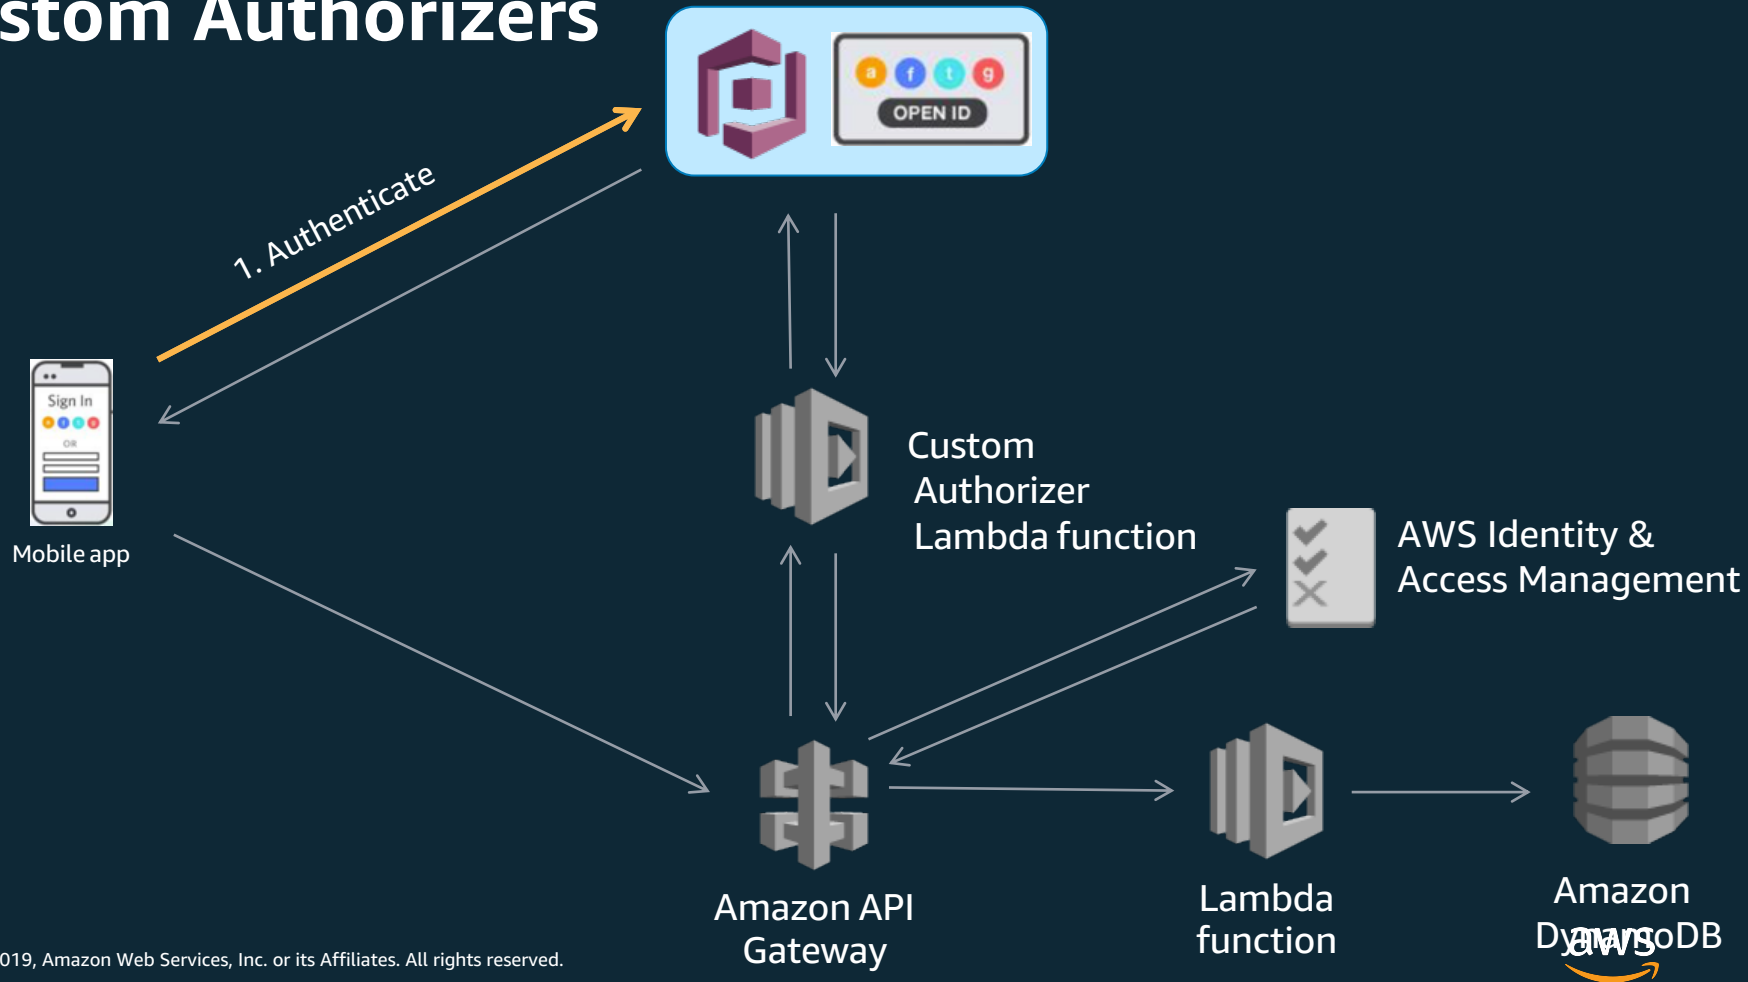 stom Authorizers
a f t g
OPEN ID
1. Authenticate
Sign In
OR
Mobile app
Custom
Authorizer
Lambda function
AWS Identity &
Access Management
Amazon API
Gateway
Lambda
function
Amazon
DynamoDB
aws
019, Amazon Web Services, Inc. or its Affiliates. All rights reserved.